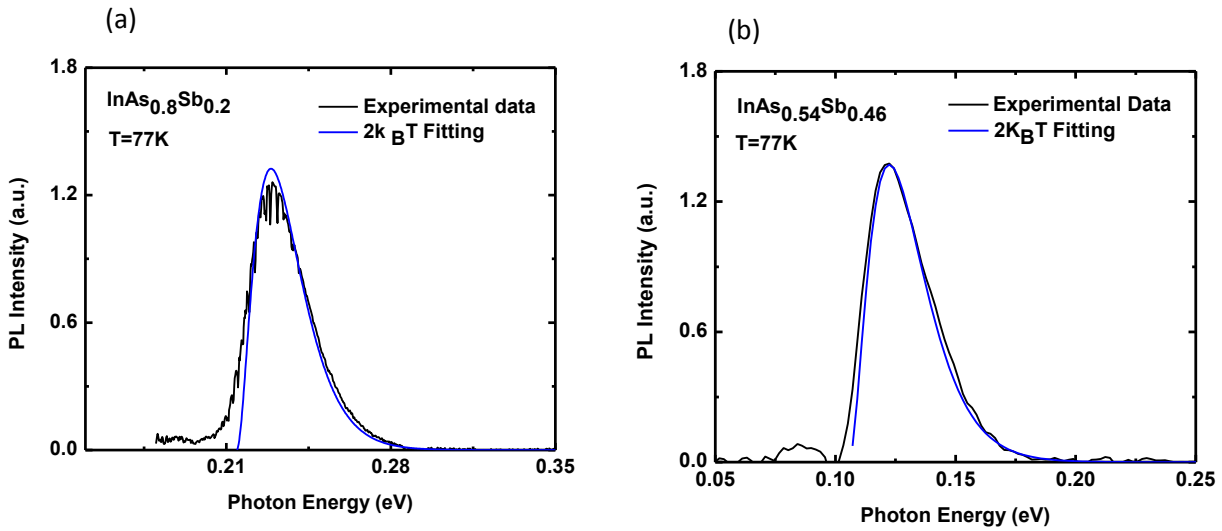 (a)
1.8
1.2
0.6
0.0
PL Intensity (a.u.)
InAs0.8Sb0.2
T=77K
Experimental data
2k BT Fitting
0.21
0.28
0.35
Photon Energy (eV)
(b)
1.8
1.2
0.6
0.0
PL Intensity (a.u.)
InAs0.54Sb0.46
T=77K
Experimental Data
2KBT Fitting
0.05
0.10
0.15
0.20
0.25
Photon Energy (eV)